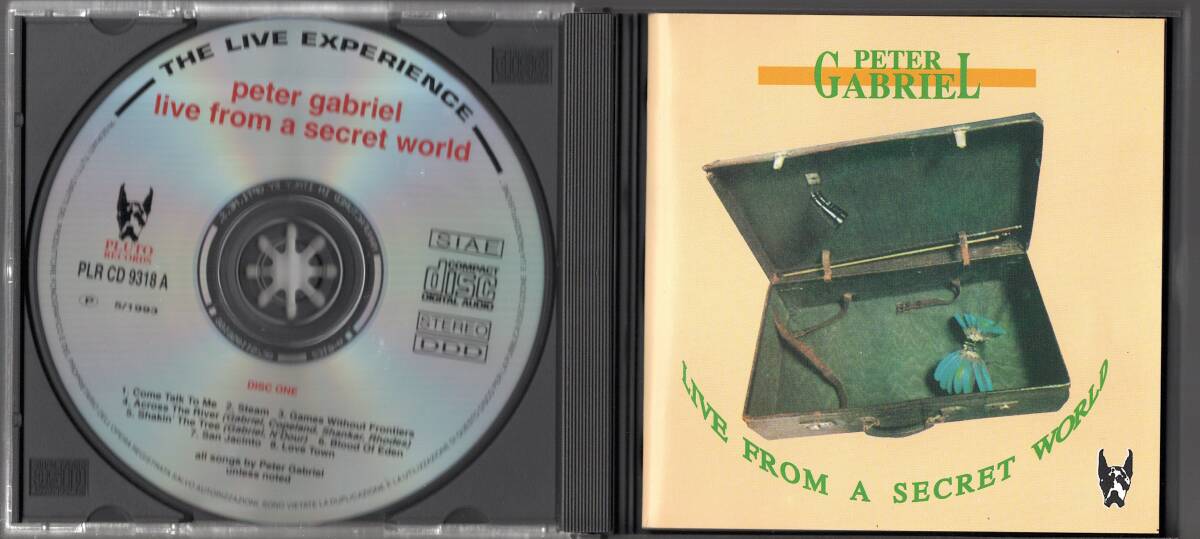 THE LIVE EXPERIENCE
peter gabriel
live from a secret world
PLUTO
RECORDS
PLR CD 9318 A
P 5/1993
SIAE
COMPACT
disc
DIGITAL AUDIO
STEREO
DDD
DISC ONE
1. Come Talk To Me 2. Steam 3. Games Without Frontiers
4. Across The River (Gabriel, Copeland, Shankar, Rhodes)
5. Shakin' The Tree (Gabriel, N'Dour) 6. Blood Of Eden
7. San Jacinto 8. Love Town
all songs by Peter Gabriel
unless noted
PETER
GABRIEL
LIVE FROM A SECRET WORLD